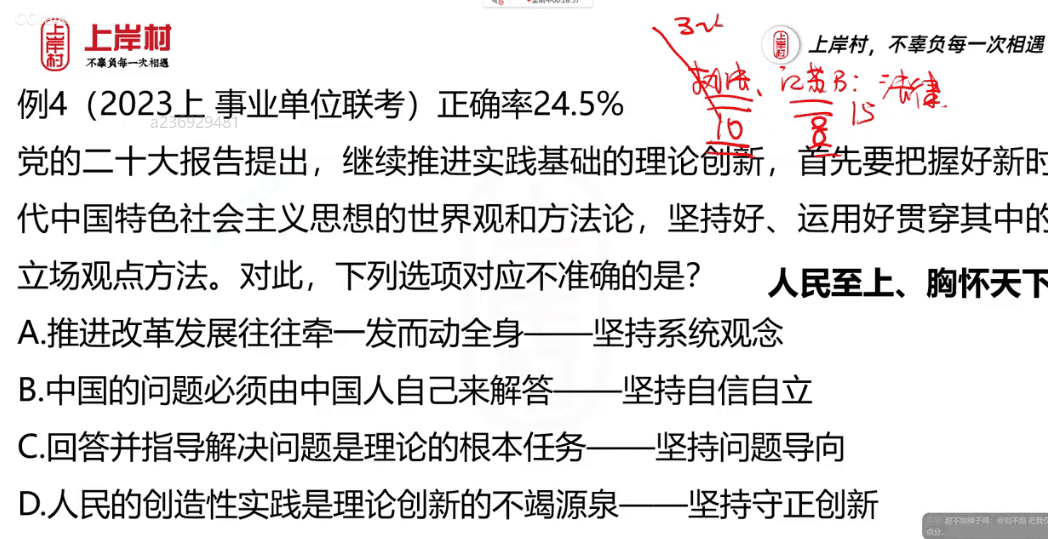 上岸村
上岸村
不辜负每一次相遇
上岸村
上岸村，不辜负每一次相遇
江苏B：法律
10
8
15
例4（2023上 事业单位联考）正确率24.5%
a236929481
党的二十大报告提出，继续推进实践基础的理论创新，首先要把握好新时
代中国特色社会主义思想的世界观和方法论，坚持好、运用好贯穿其中的
立场观点方法。对此，下列选项对应不准确的是？
人民至上、胸怀天下
A.推进改革发展往往牵一发而动全身——坚持系统观念
B.中国的问题必须由中国人自己来解答——坚持自信自立
C.回答并指导解决问题是理论的根本任务——坚持问题导向
D.人民的创造性实践是理论创新的不竭源泉——坚持守正创新